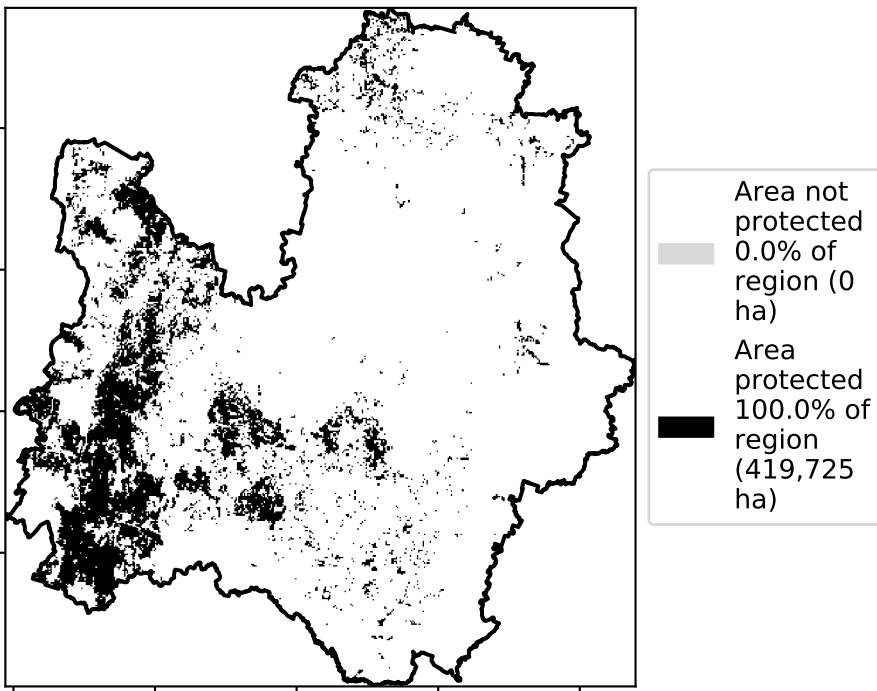 Area not
protected
0.0% of
region (0
ha)
Area
protected
100.0% of
region
(419,725
ha)